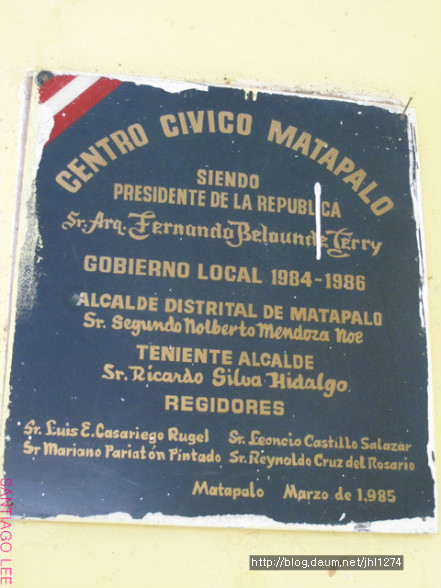 CENTRO CIVICO MATAPALO
SIENDO
PRESIDENTE DE LA REPUBLICA
Sr. Arq. Fernando Belaunde Terry
GOBIERNO LOCAL 1984-1986
ALCALDE DISTRITAL DE MATAPALO
Sr. Segundo Nolberto Mendoza Noe
TENIENTE ALCALDE
Sr. Ricardo Silva Hidalgo
REGIDORES
Sr. Luis E. Casariego Rugel Sr. Leoncio Castillo Salazar
Sr Mariano Pariatón Pintado Sr. Reynaldo Cruz del Rosario
Matapalo Marzo de 1,985
SANTIAGO LEE
http://blog.daum.net/jhl1274